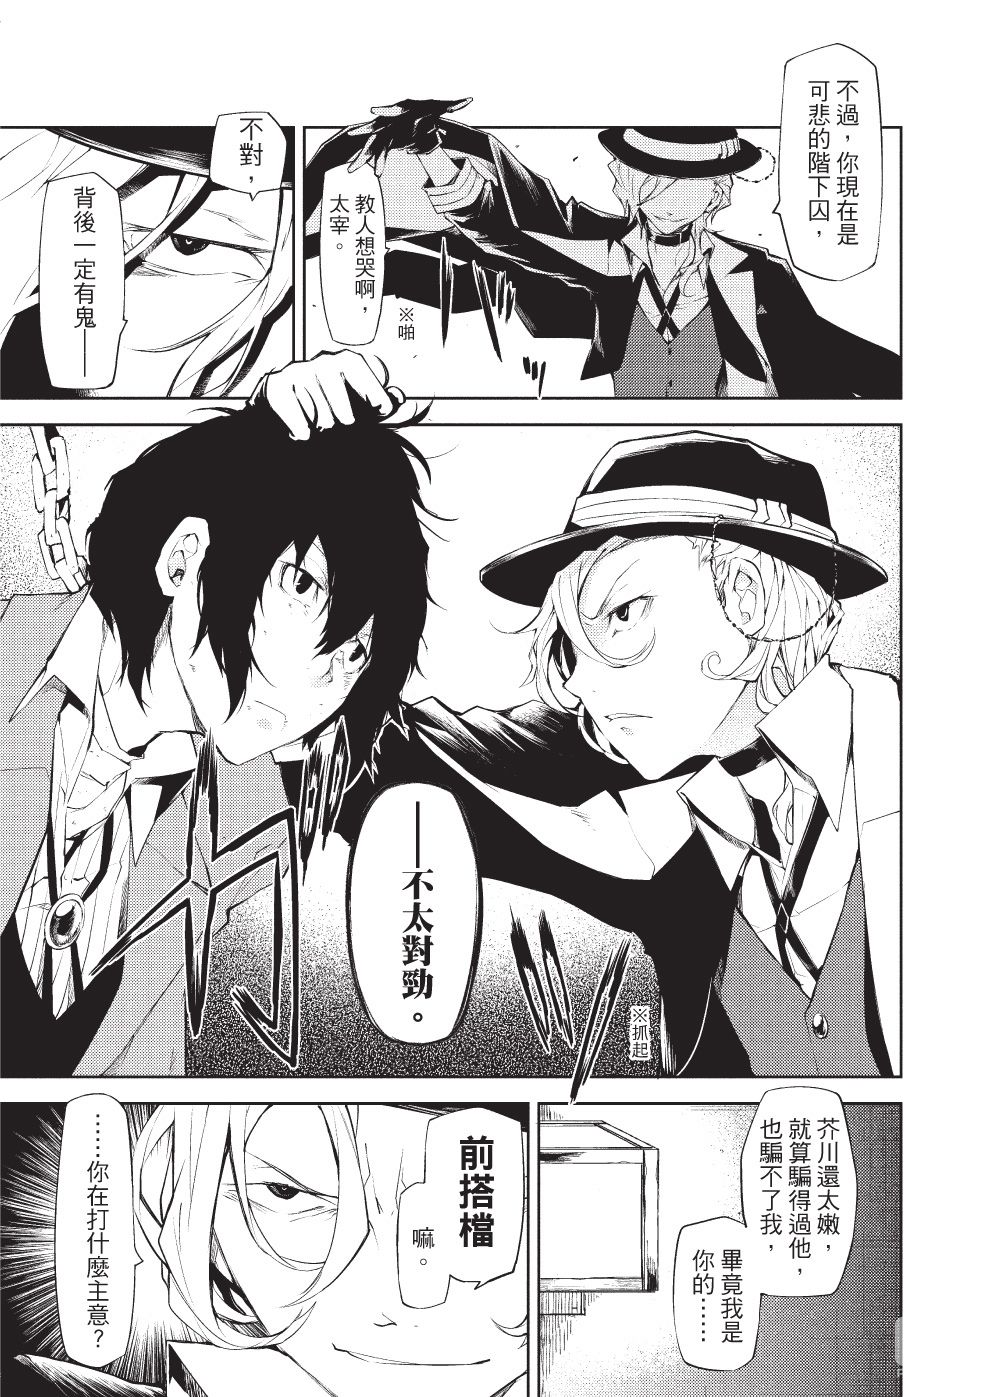 不過，你現在是
可悲的階下囚，
教人想哭啊，
太宰。
※啪
不對，
背後一定有鬼——
——不太對勁。
※抓起
芥川還太嫩，
就算騙得過他，
也騙不了我，
畢竟我是
你的……
前搭檔
嘛。
……你在打什麼主意？